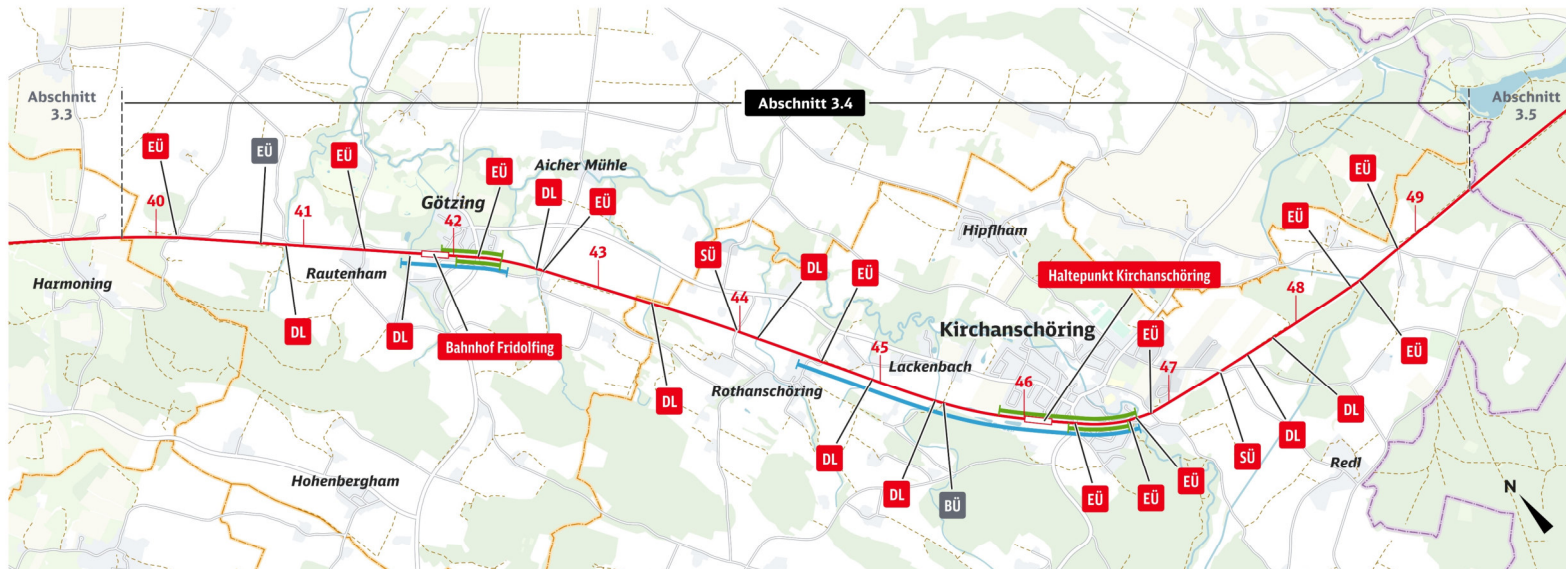 Abschnitt
3.3
Abschnitt 3.4
Abschnitt
3.5
EÜ
EÜ
EÜ
EÜ
Aicher Mühle
DL
EÜ
Götzing
40
41
42
43
Harmoning
Rautenham
DL
DL
Bahnhof Fridolfing
Hohenbergham
SÜ
DL
EÜ
44
DL
Rothanschöring
45
Lackenbach
DL
DL
BÜ
Hipflham
Haltepunkt Kirchanschöring
Kirchanschöring
46
EÜ
47
EÜ
EÜ
EÜ
EÜ
EÜ
49
48
EÜ
DL
DL
SÜ
Redl
N